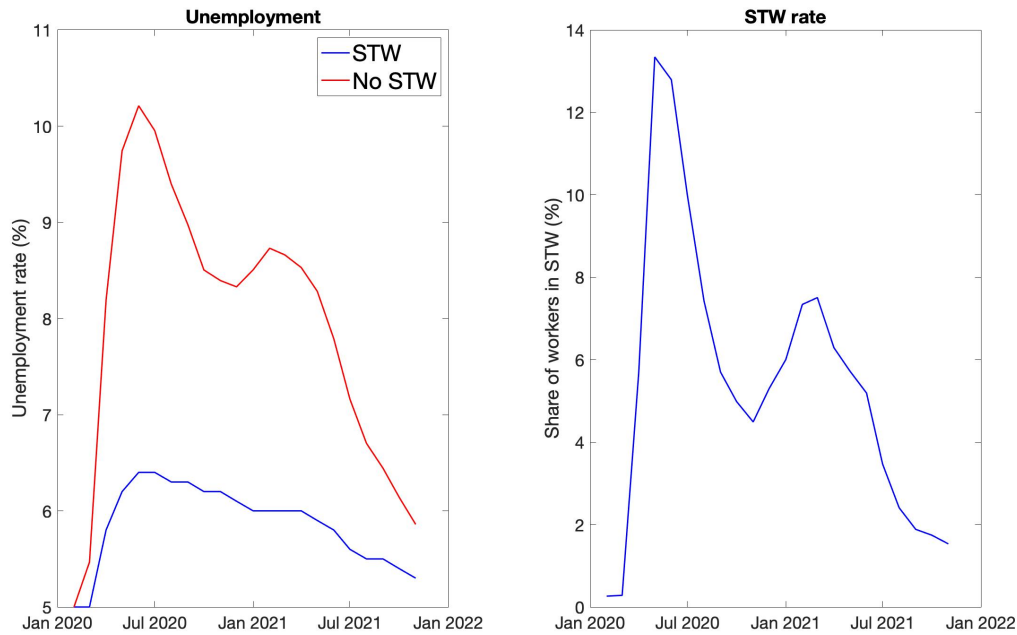 Unemployment
STW
No STW
Unemployment rate (%)
11
10
9
8
7
6
5
Jan 2020
Jul 2020
Jan 2021
Jul 2021
Jan 2022
STW rate
Share of workers in STW (%)
14
12
10
8
6
4
2
0
Jan 2020
Jul 2020
Jan 2021
Jul 2021
Jan 2022